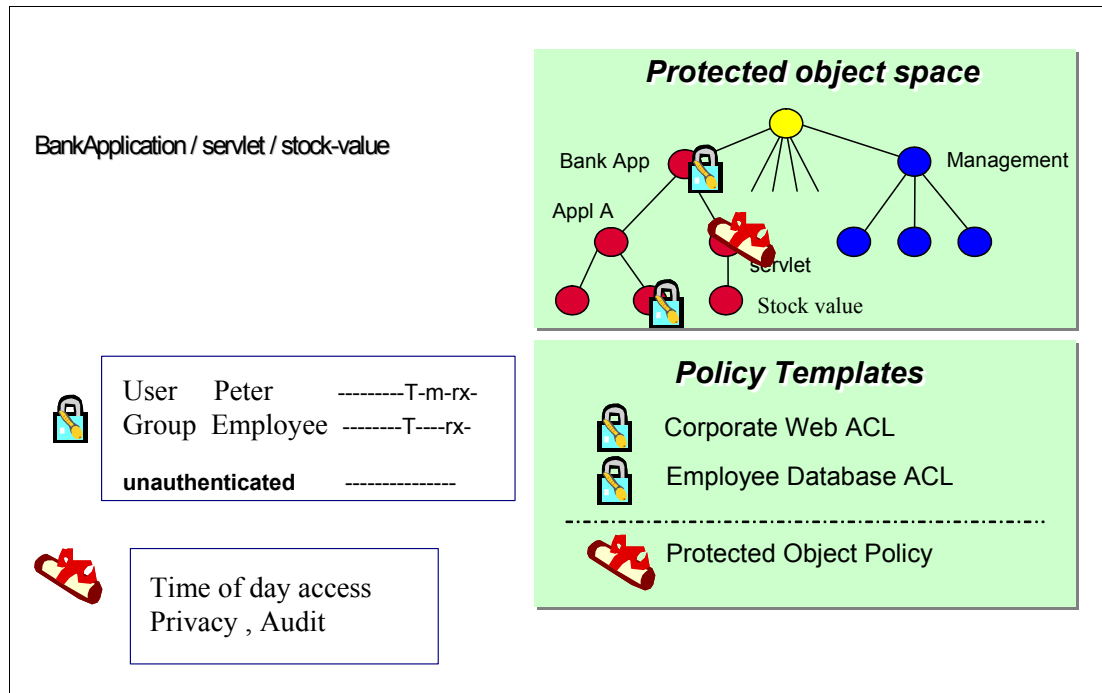 Protected object space
BankApplication / servlet / stock-value
Bank App
Management
Appl A
servlet
Stock value
User Peter ---------T-m-rx-
Group Employee --------T----rx-
unauthenticated ---------------
Policy Templates
Corporate Web ACL
Employee Database ACL
Protected Object Policy
Time of day access
Privacy , Audit